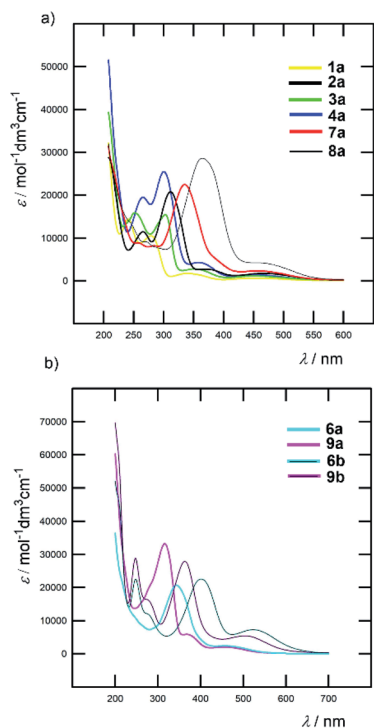 a)
50000
40000
30000
20000
10000
0
ε / mol-1dm3cm-1
1a
2a
3a
4a
7a
8a
200 250 300 350 400 450 500 550 600
λ / nm
b)
70000
60000
50000
40000
30000
20000
10000
0
ε / mol-1dm3cm-1
6a
9a
6b
9b
200 300 400 500 600 700
λ / nm